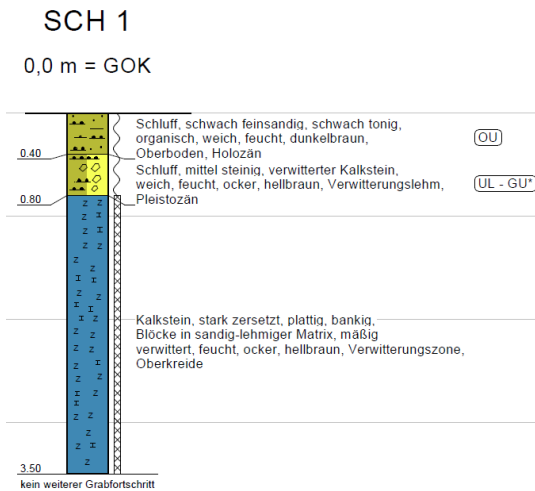 SCH 1
0,0 m = GOK
Schluff, schwach feinsandig, schwach tonig,
organisch, weich, feucht, dunkelbraun,
Oberboden, Holozän
OU
0.40
Schluff, mittel steinig, verwitterter Kalkstein,
weich, feucht, ocker, hellbraun, Verwitterungslehm,
Pleistozän
UL - GU*
0.80
Kalkstein, stark zersetzt, plattig, bankig,
Blöcke in sandig-lehmiger Matrix, mäßig
verwittert, feucht, ocker, hellbraun, Verwitterungszone,
Oberkreide
3.50
kein weiterer Grabfortschritt